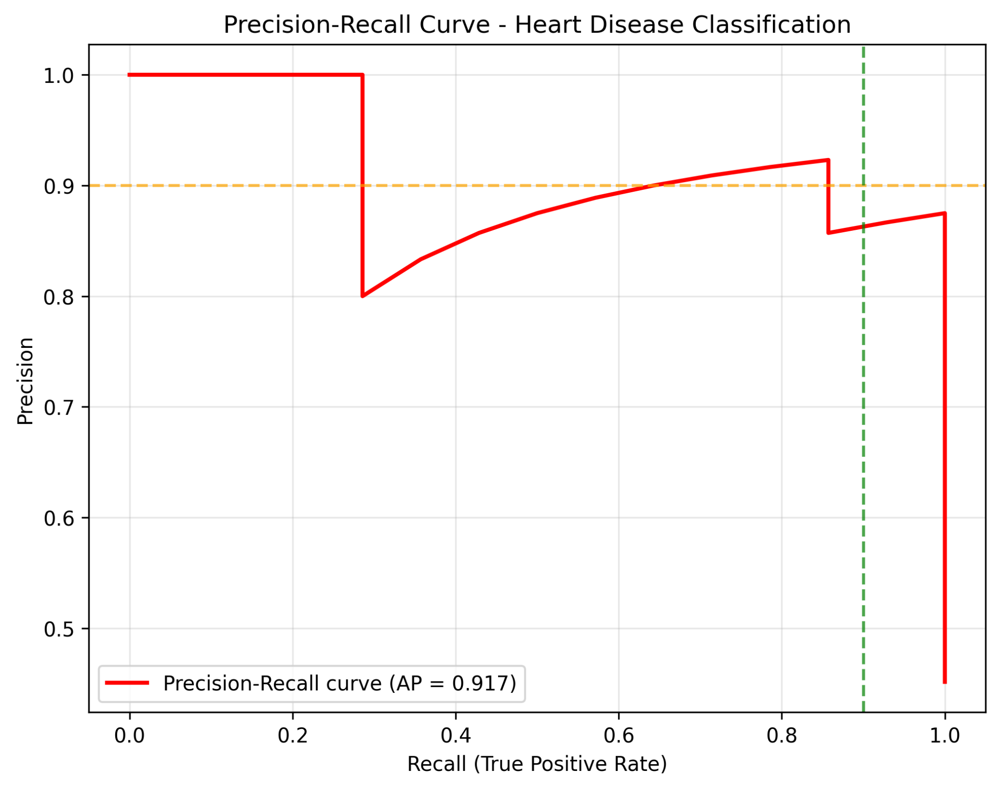 Precision-Recall Curve - Heart Disease Classification
1.0
0.9
0.8
0.7
0.6
0.5
Precision
Precision-Recall curve (AP = 0.917)
0.0 0.2 0.4 0.6 0.8 1.0
Recall (True Positive Rate)